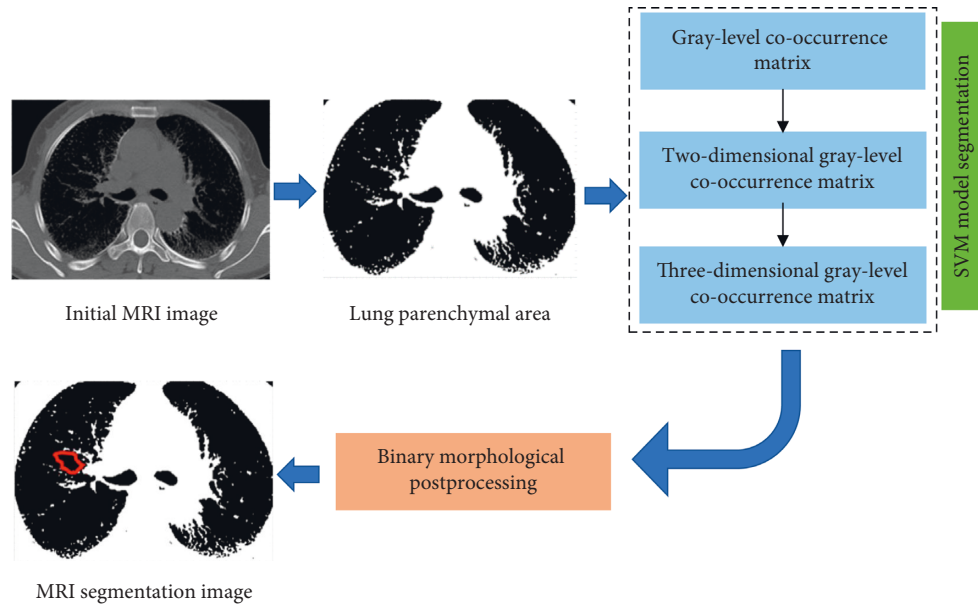 Initial MRI image
Lung parenchymal area
Gray-level co-occurrence
matrix
Two-dimensional gray-level
co-occurrence matrix
Three-dimensional gray-level
co-occurrence matrix
SVM model segmentation
Binary morphological
postprocessing
MRI segmentation image